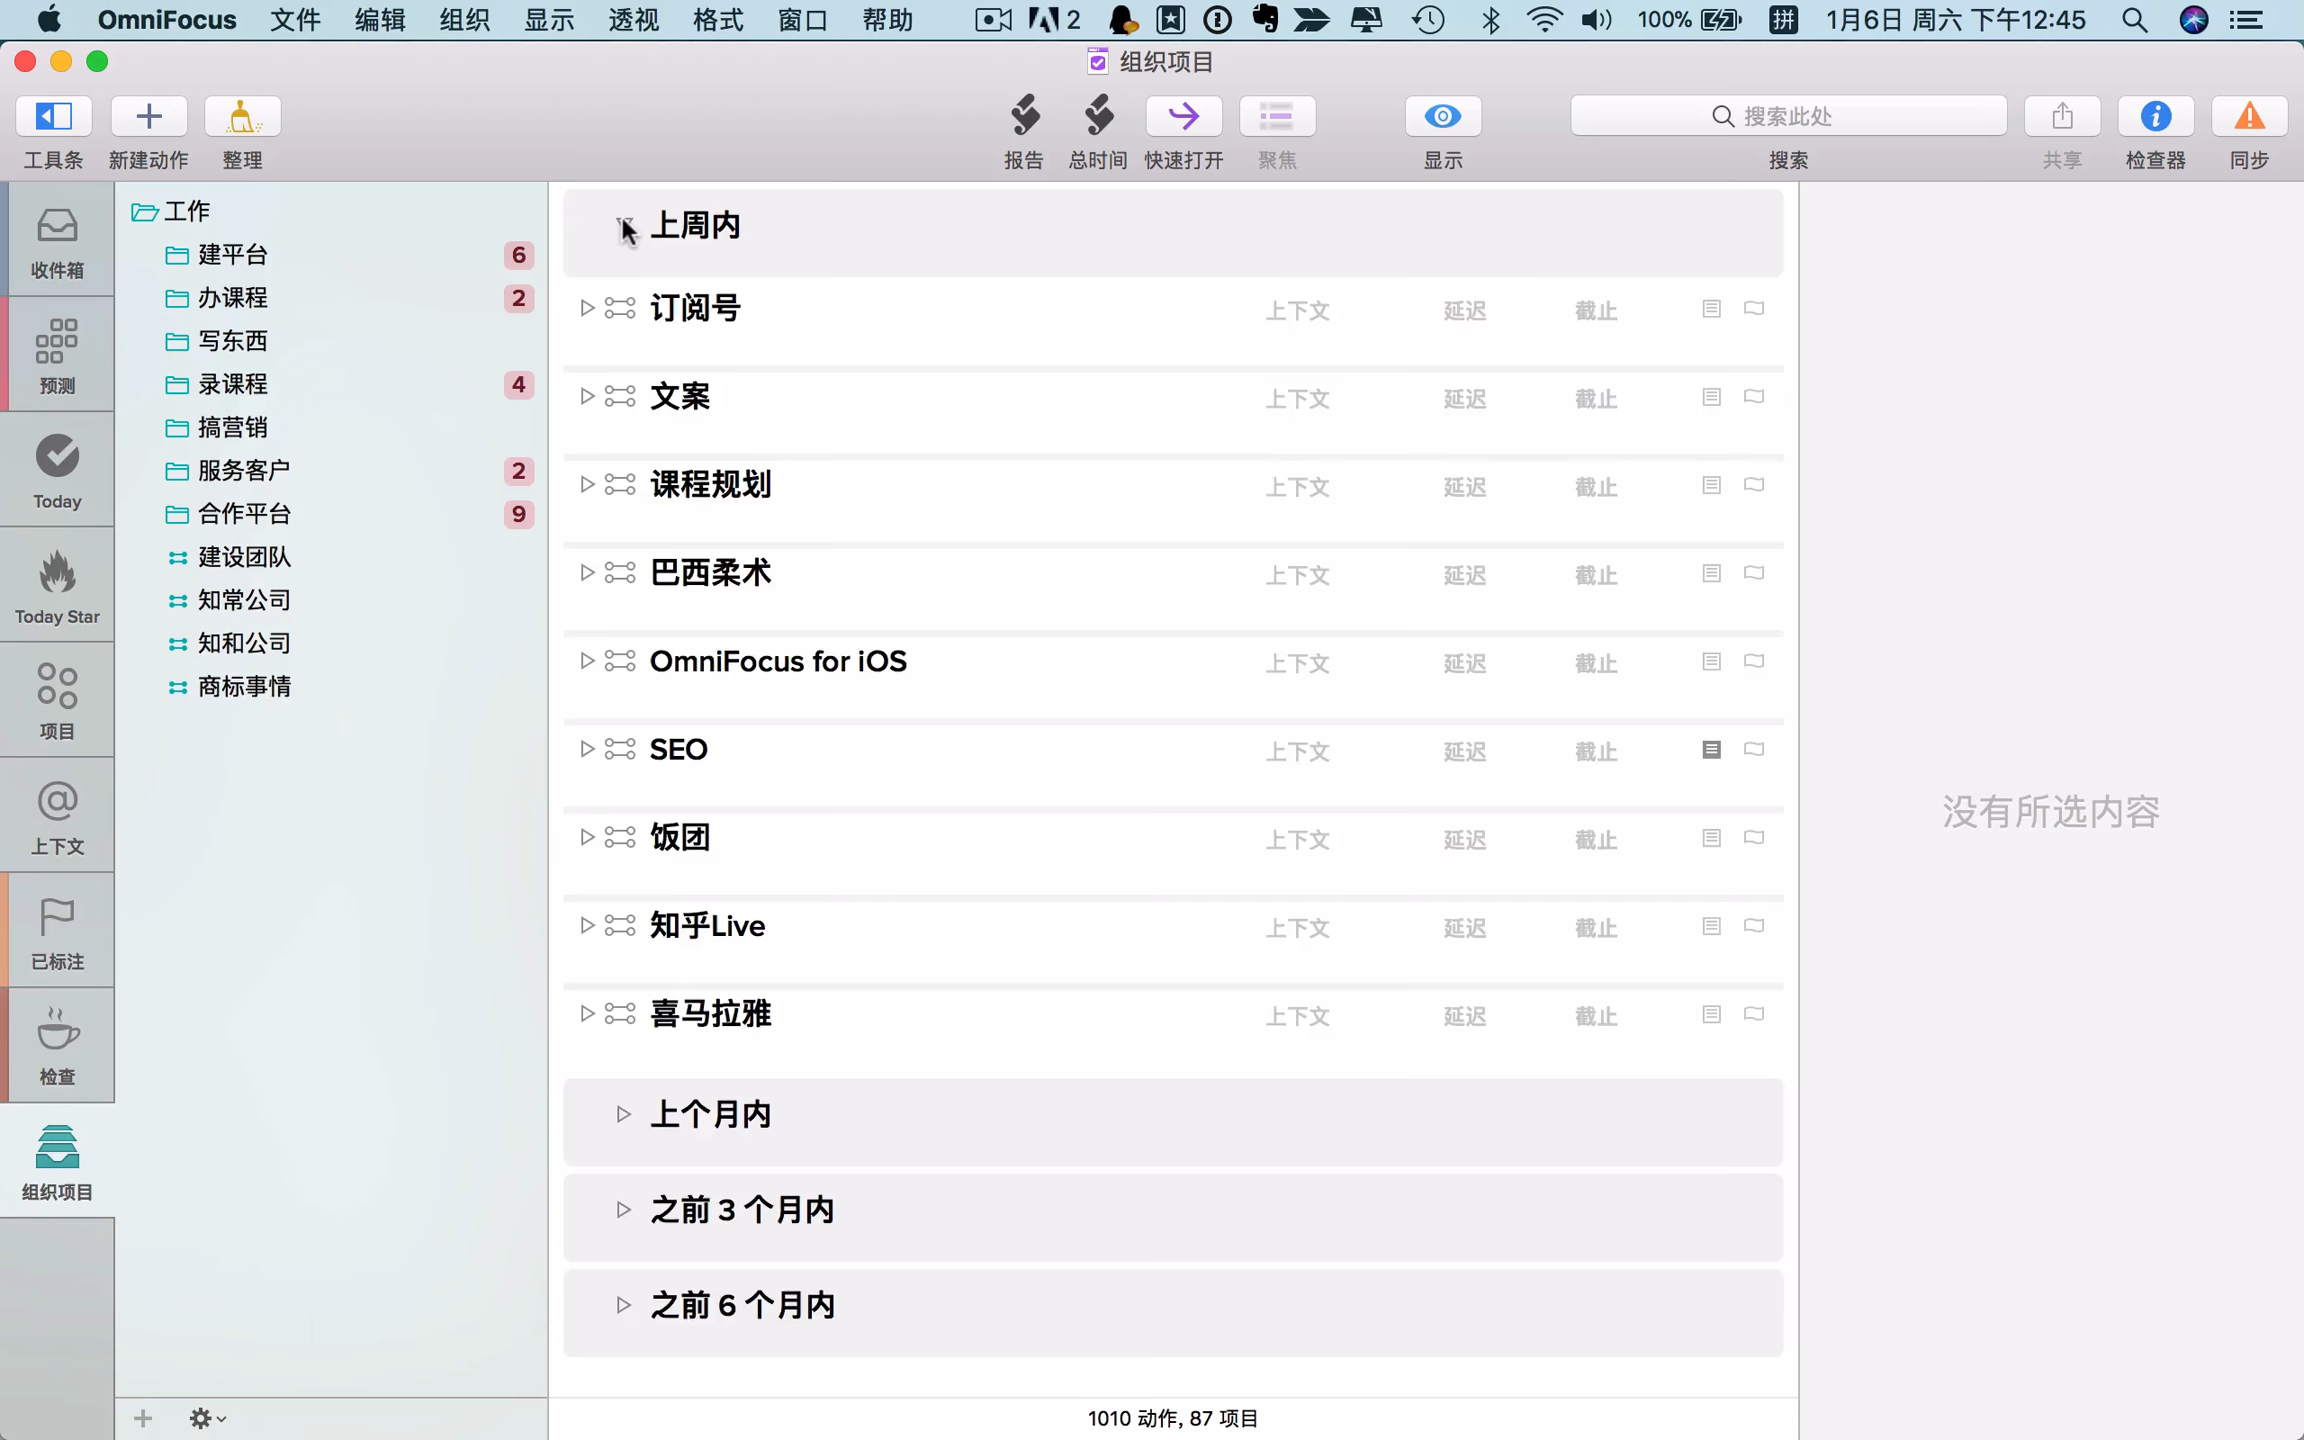 OmniFocus 文件 编辑 组织 显示 透视 格式 窗口 帮助 2 100% 拼 1月6日 周六 下午12:45
组织项目
搜索此处
工具条 新建动作 整理 报告 总时间 快速打开 聚焦 显示 搜索 共享 检查器 同步
收件箱
预测
Today
Today Star
项目
上下文
已标注
检查
组织项目
工作
建平台 6
办课程 2
写东西
录课程 4
搞营销
服务客户 2
合作平台 9
建设团队
知常公司
知和公司
商标事情
上周内
订阅号 上下文 延迟 截止
文案 上下文 延迟 截止
课程规划 上下文 延迟 截止
巴西柔术 上下文 延迟 截止
OmniFocus for iOS 上下文 延迟 截止
SEO 上下文 延迟 截止
饭团 上下文 延迟 截止
知乎Live 上下文 延迟 截止
喜马拉雅 上下文 延迟 截止
上个月内
之前 3 个月内
之前 6 个月内
1010 动作, 87 项目
没有所选内容